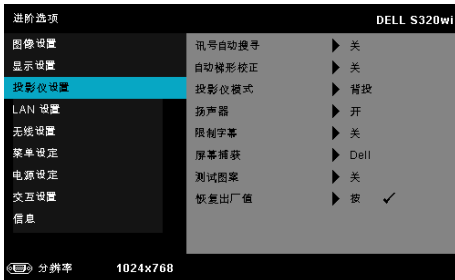 进阶选项 DELL S320wi
图像设置 讯号自动搜寻 关
显示设置 自动梯形校正 关
投影仪设置 投影仪模式 背投
LAN 设置 扬声器 开
无线设置 限制字幕 关
菜单设定 屏幕捕获 Dell
电源设定 测试图案 关
交互设置 恢复出厂值 按
信息
分辨率 1024x768